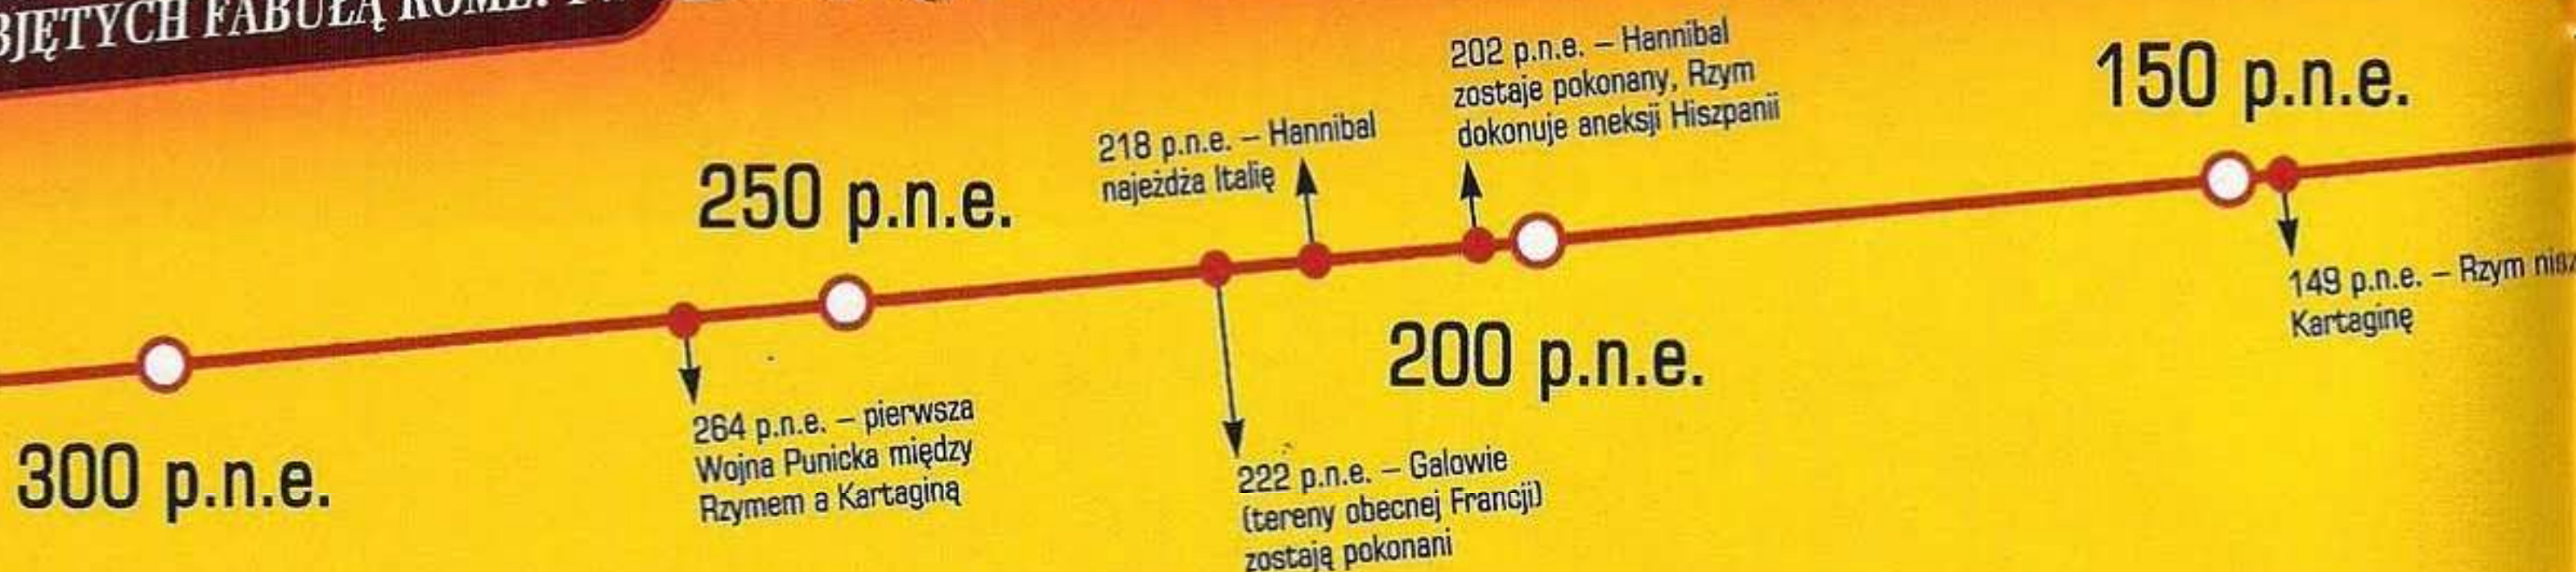 BJĘTYCH FABUŁĄ ROME:
300 p.n.e.
264 p.n.e. – pierwsza
Wojna Punicka między
Rzymem a Kartaginą
250 p.n.e.
222 p.n.e. – Galowie
(tereny obecnej Francji)
zostają pokonani
218 p.n.e. – Hannibal
najeżdża Italię
202 p.n.e. – Hannibal
zostaje pokonany, Rzym
dokonuje aneksji Hiszpanii
200 p.n.e.
150 p.n.e.
149 p.n.e. – Rzym
Kartaginę